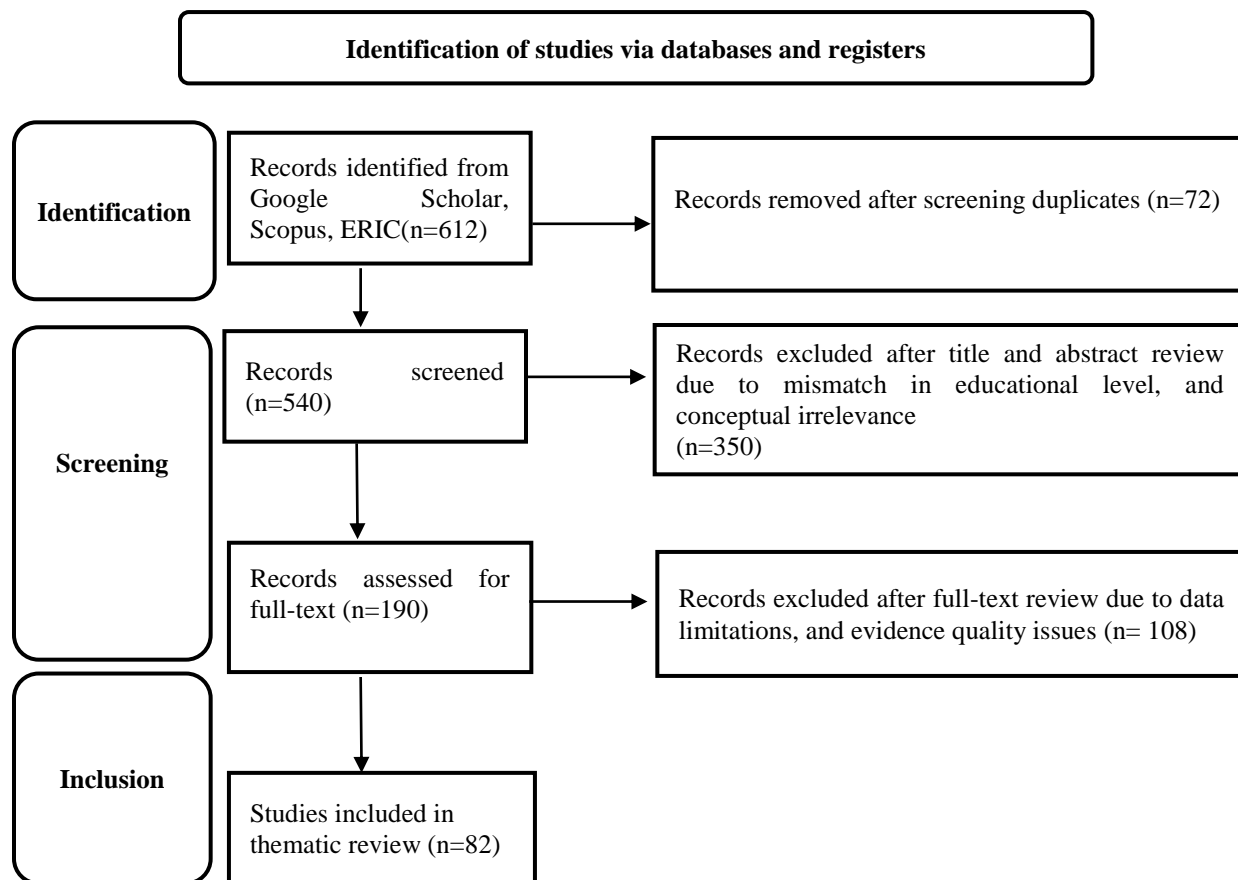 Identification of studies via databases and registers
Identification
Records identified from
Google Scholar,
Scopus, ERIC(n=612)
Records removed after screening duplicates (n=72)
Screening
Records screened
(n=540)
Records excluded after title and abstract review
due to mismatch in educational level, and
conceptual irrelevance
(n=350)
Records assessed for
full-text (n=190)
Records excluded after full-text review due to data
limitations, and evidence quality issues (n= 108)
Inclusion
Studies included in
thematic review (n=82)